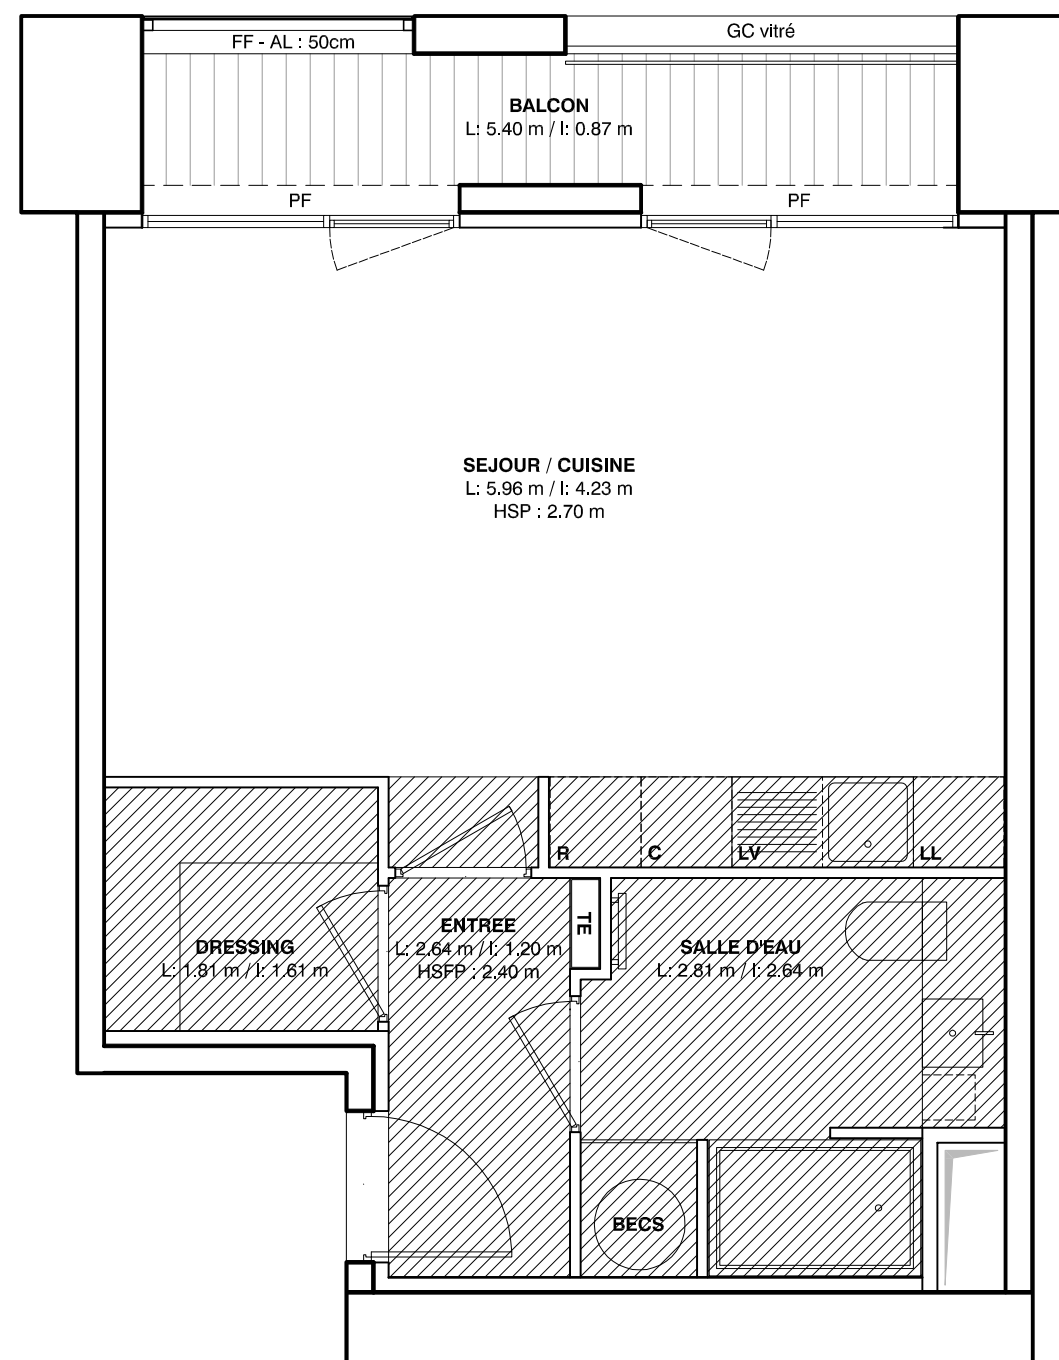 FF - AL : 50cm
GC vitré
BALCON
L: 5.40 m / l: 0.87 m
PF
PF
SEJOUR / CUISINE
L: 5.96 m / l: 4.23 m
HSP : 2.70 m
R
C
LV
LL
ENTREE
L: 2.64 m / l: 1.20 m
HSFP : 2.40 m
TE
DRESSING
L: 1.81 m / l: 1.61 m
SALLE D'EAU
L: 2.81 m / l: 2.64 m
BECS